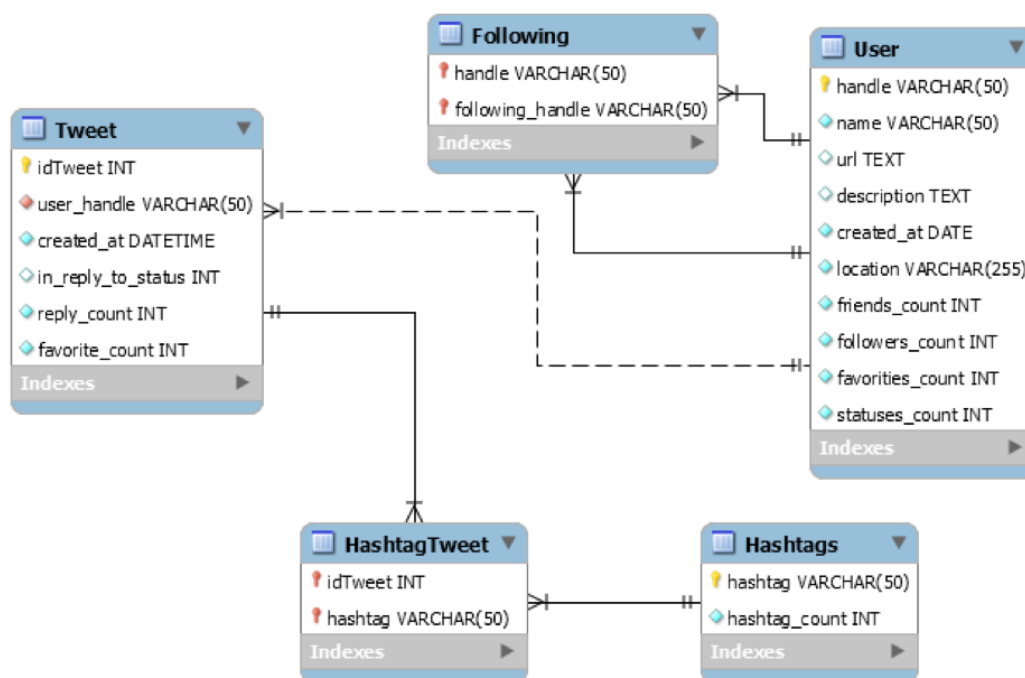 Following
handle VARCHAR(50)
following_handle VARCHAR(50)
Indexes
User
handle VARCHAR(50)
name VARCHAR(50)
url TEXT
description TEXT
created_at DATE
location VARCHAR(255)
friends_count INT
followers_count INT
favorities_count INT
statuses_count INT
Indexes
Tweet
idTweet INT
user_handle VARCHAR(50)
created_at DATETIME
in_reply_to_status INT
reply_count INT
favorite_count INT
Indexes
HashtagTweet
idTweet INT
hashtag VARCHAR(50)
Indexes
Hashtags
hashtag VARCHAR(50)
hashtag_count INT
Indexes